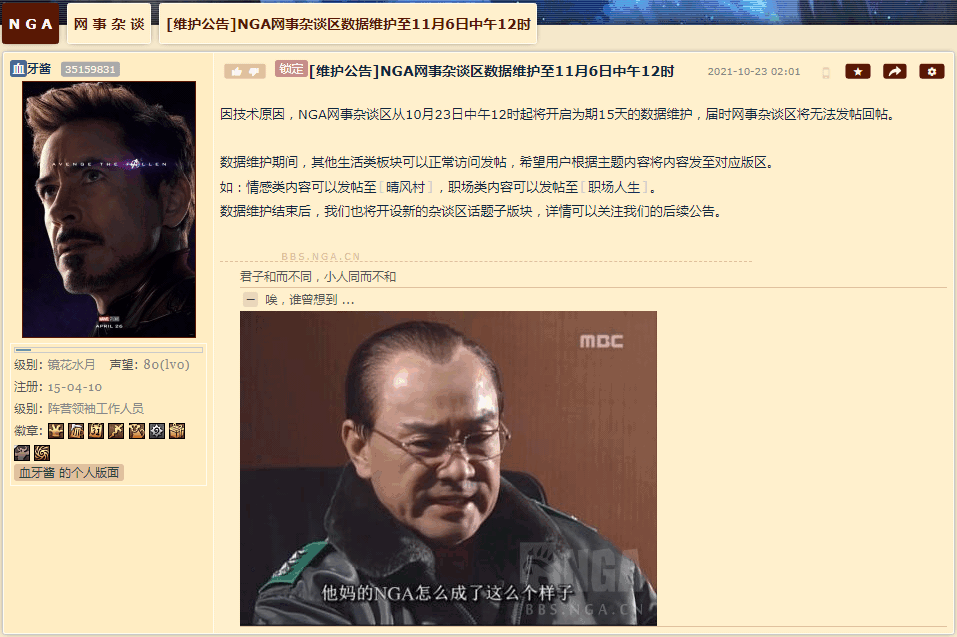 NGA
网事杂谈
[维护公告]NGA网事杂谈区数据维护至11月6日中午12时
血牙酱 35159831
锁定 [维护公告]NGA网事杂谈区数据维护至11月6日中午12时
2021-10-23 02:01
AVENGE THE FALLEN
APRIL 26
因技术原因，NGA网事杂谈区从10月23日中午12时起将开启为期15天的数据维护，届时网事杂谈区将无法发帖回帖。
数据维护期间，其他生活类板块可以正常访问发帖，希望用户根据主题内容将内容发至对应版区。
如：情感类内容可以发帖至[晴风村]，职场类内容可以发帖至[职场人生]。
数据维护结束后，我们也将开设新的杂谈区话题子版块，详情可以关注我们的后续公告。
BBS.NGA.CN
君子和而不同，小人同而不和
唉，谁曾想到 ...
级别: 镜花水月 声望: 80(lv0)
注册: 15-04-10
级别: 阵营领袖工作人员
徽章:
血牙酱 的个人版面
MBC
他妈的NGA怎么成了这么个样子
NGA
BBS.NGA.CN